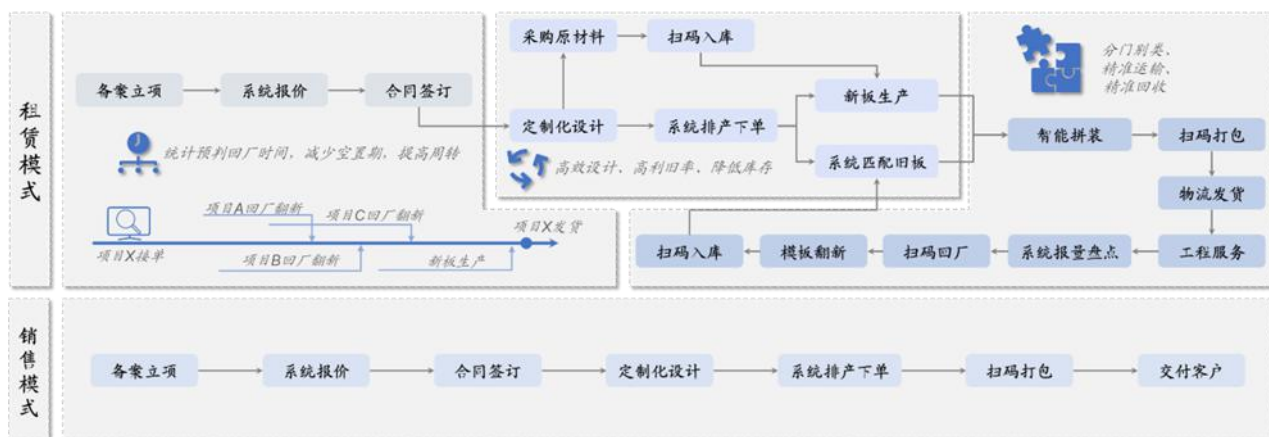 租赁模式
备案立项
系统报价
合同签订
统计预判回厂时间，减少空置期，提高周转
项目X接单
项目A回厂翻新
项目C回厂翻新
项目B回厂翻新
新板生产
项目X发货
采购原材料
扫码入库
定制化设计
系统排产下单
新板生产
系统匹配旧板
高效设计、高利旧率、降低库存
分门别类、
精准运输、
精准回收
智能拼装
扫码打包
物流发货
工程服务
系统报量盘点
扫码回厂
模板翻新
扫码入库
销售模式
备案立项
系统报价
合同签订
定制化设计
系统排产下单
扫码打包
交付客户